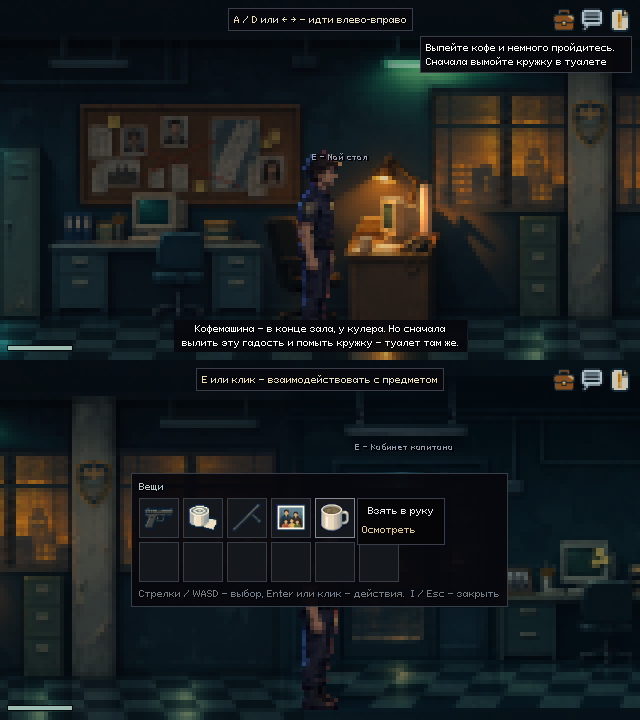 A / D или ← → – идти влево-вправо
Выпейте кофе и немного пройдитесь.
Сначала вымойте кружку в туалете
E – Мой стол
Кофемашина – в конце зала, у кулера. Но сначала
вылить эту гадость и помыть кружку – туалет там же.
E или клик – взаимодействовать с предметом
E – Кабинет капитана
Вещи
Взять в руку
Осмотреть
Стрелки / WASD – выбор, Enter или клик – действия. I / Esc – закрыть